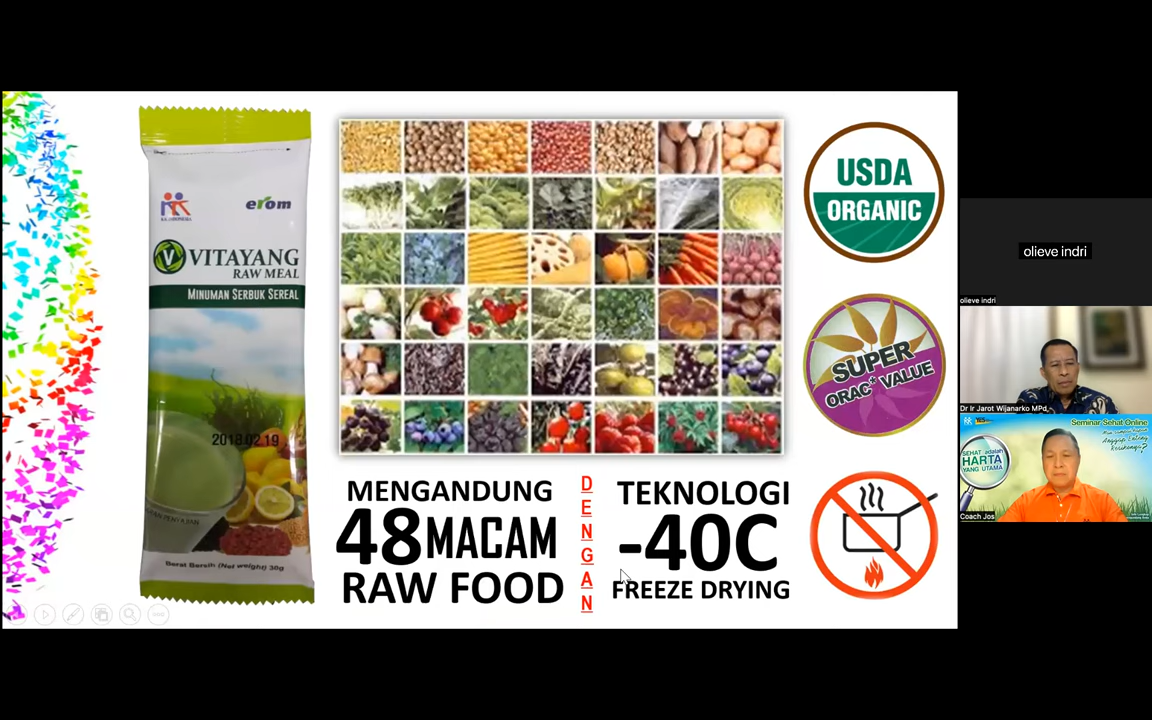 K-LINK INDONESIA
erom
VITAYANG
RAW MEAL
MINUMAN SERBUK SEREAL
2018.02.19
Berat Bersih (Net weight) 30g
USDA
ORGANIC
SUPER
ORAC* VALUE
MENGANDUNG
48 MACAM
RAW FOOD
DENGAN
TEKNOLOGI
-40C
FREEZE DRYING
olieve indri
olieve indri
Dr Ir Jarot Wijanarko MPd
Seminar Sehat Online
SEHAT adalah
HARTA
YANG UTAMA
Coach Jos